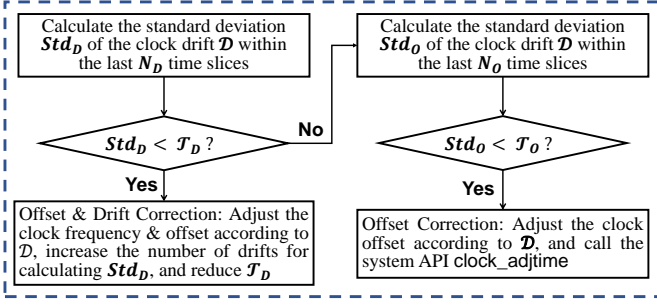 Calculate the standard deviation
Std_D of the clock drift D within
the last N_D time slices
Std_D < T_D ?
No
Yes
Offset & Drift Correction: Adjust the
clock frequency & offset according to
D, increase the number of drifts for
calculating Std_D, and reduce T_D
Calculate the standard deviation
Std_O of the clock drift D within
the last N_O time slices
Std_O < T_O ?
Yes
Offset Correction: Adjust the clock
offset according to D, and call the
system API clock_adjtime